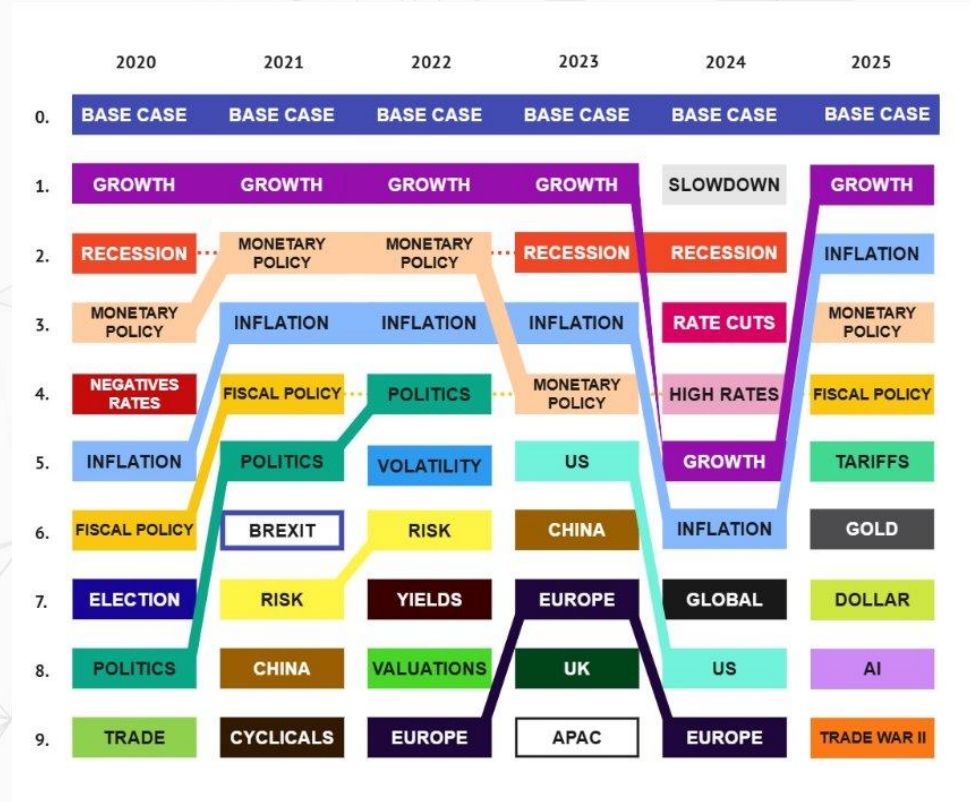 2020 2021 2022 2023 2024 2025
0. BASE CASE BASE CASE BASE CASE BASE CASE BASE CASE BASE CASE
1. GROWTH GROWTH GROWTH GROWTH SLOWDOWN GROWTH
2. RECESSION MONETARY POLICY MONETARY POLICY RECESSION RECESSION INFLATION
3. MONETARY POLICY INFLATION INFLATION INFLATION RATE CUTS MONETARY POLICY
4. NEGATIVES RATES FISCAL POLICY POLITICS MONETARY POLICY HIGH RATES FISCAL POLICY
5. INFLATION POLITICS VOLATILITY US GROWTH TARIFFS
6. FISCAL POLICY BREXIT RISK CHINA INFLATION GOLD
7. ELECTION RISK YIELDS EUROPE GLOBAL DOLLAR
8. POLITICS CHINA VALUATIONS UK US AI
9. TRADE CYCLICALS EUROPE APAC EUROPE TRADE WAR II